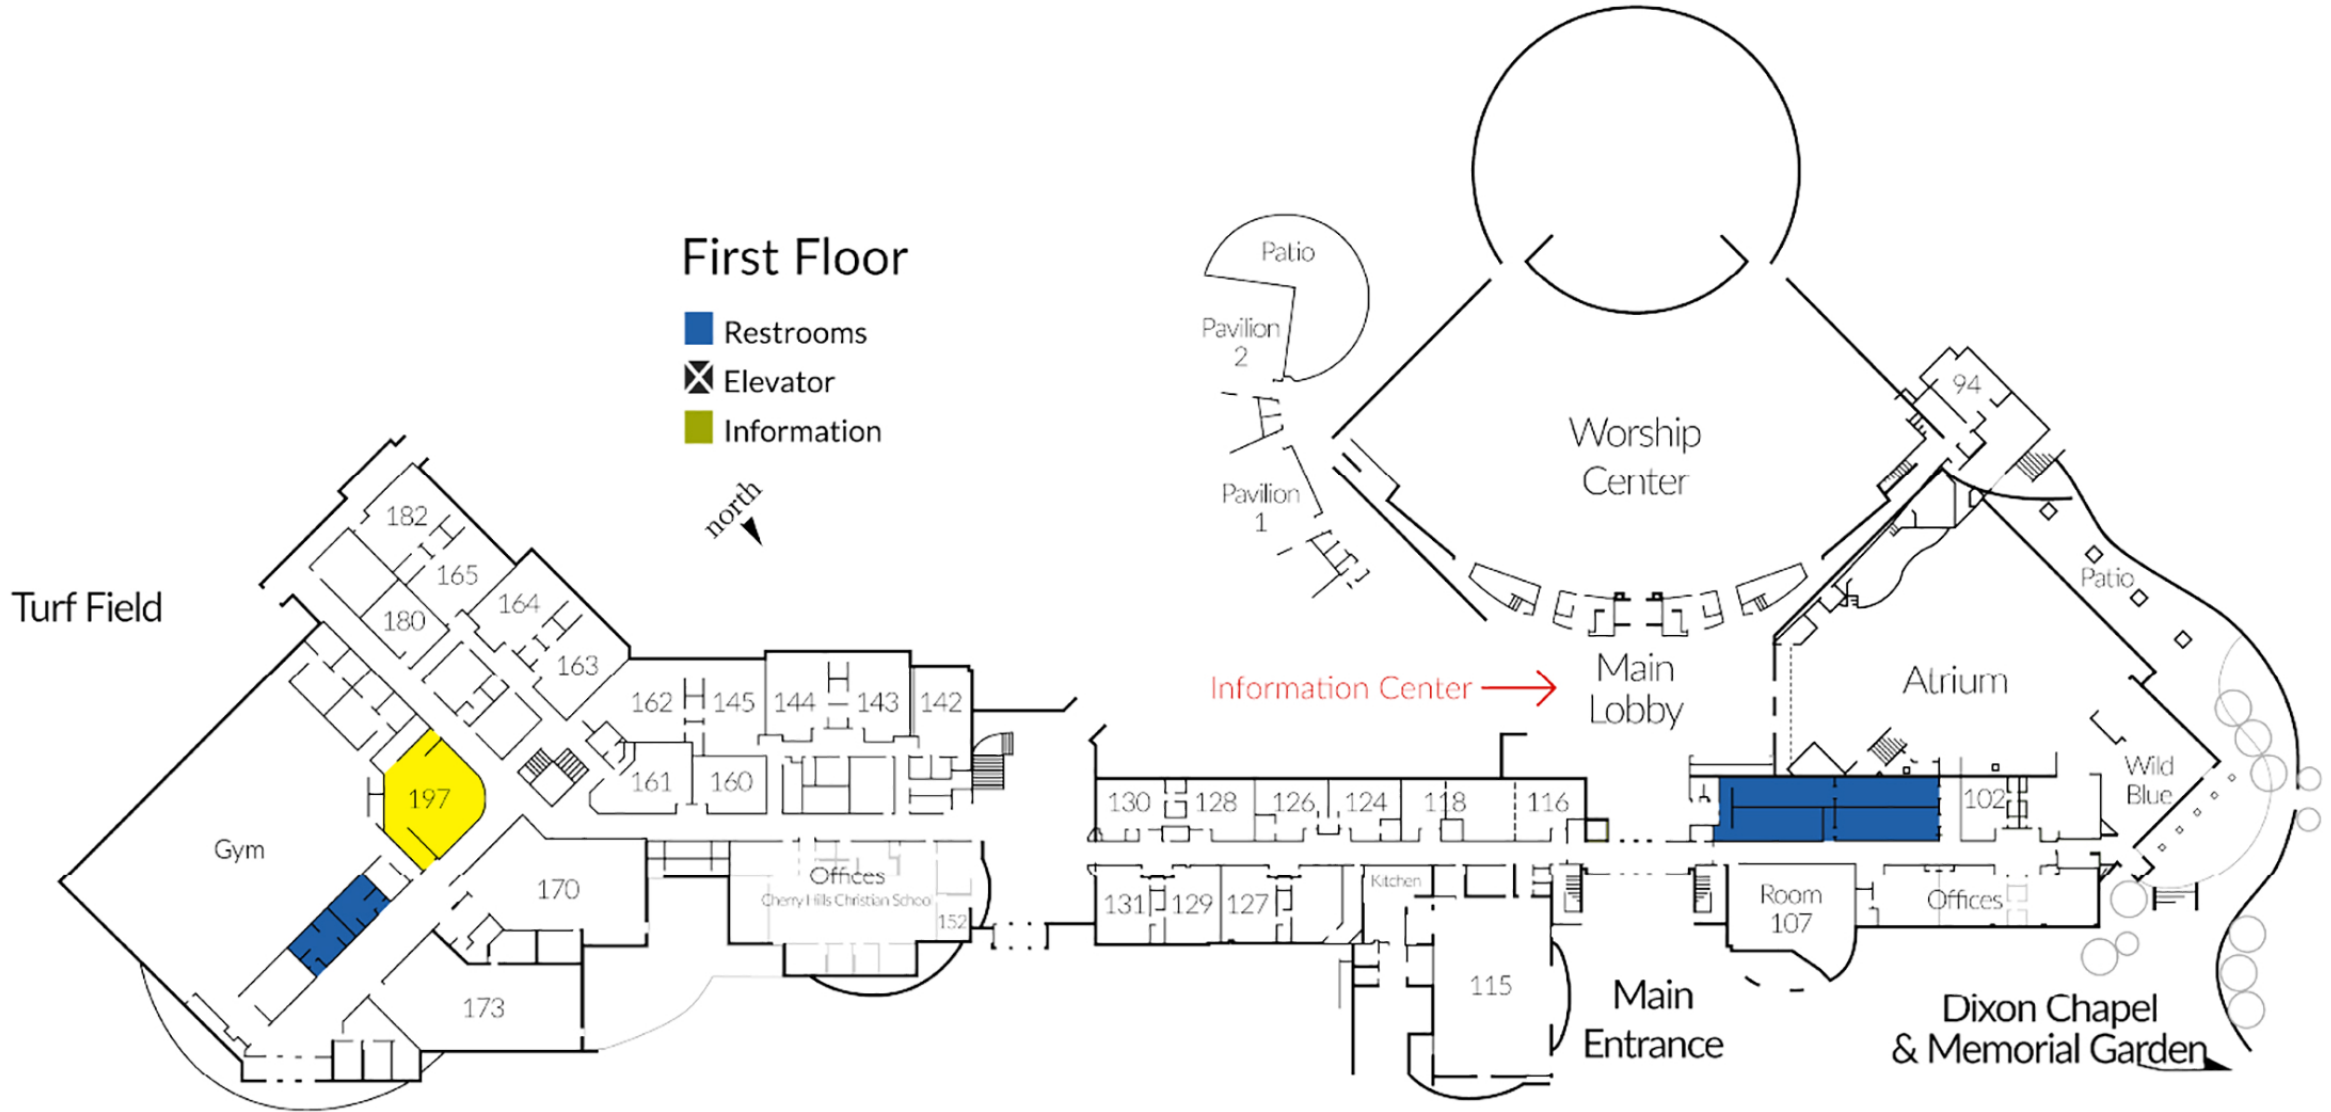 First Floor
Restrooms
Elevator
Information
north
Patio
Pavilion
2
Pavilion
1
Worship
Center
94
Patio
Turf Field
182
165
180
164
163
162
145
144
143
142
161
160
197
Gym
170
173
Offices
Cherry Hills Christian School
152
Information Center
Main
Lobby
Atrium
Wild
Blue
130
128
126
124
118
116
102
131
129
127
Kitchen
115
Room
107
Offices
Main
Entrance
Dixon Chapel
& Memorial Garden